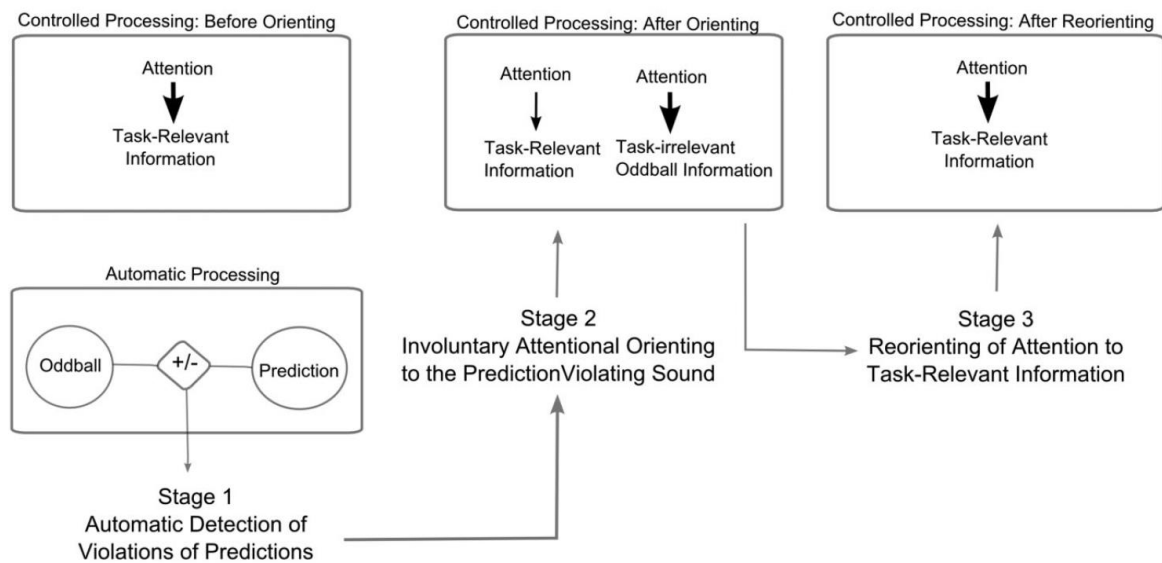 Controlled Processing: Before Orienting
Attention
Task-Relevant
Information
Automatic Processing
Oddball
+/-
Prediction
Stage 1
Automatic Detection of
Violations of Predictions
Controlled Processing: After Orienting
Attention
Task-Relevant
Information
Attention
Task-irrelevant
Oddball Information
Stage 2
Involuntary Attentional Orienting
to the PredictionViolating Sound
Controlled Processing: After Reorienting
Attention
Task-Relevant
Information
Stage 3
Reorienting of Attention to
Task-Relevant Information